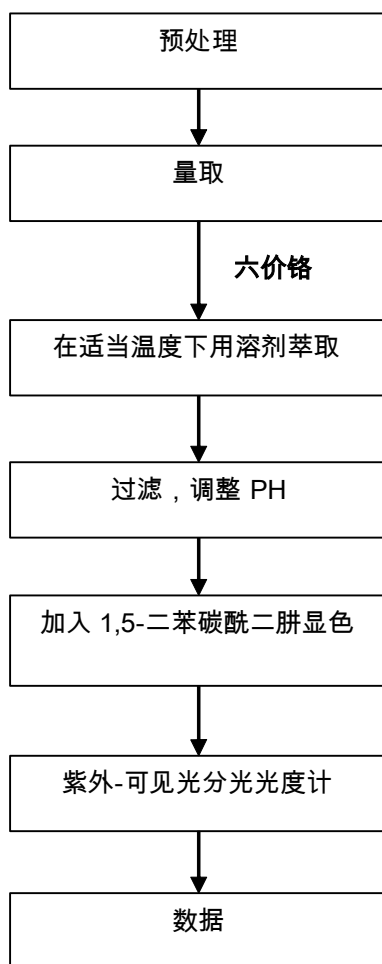 预处理
量取
六价铬
在适当温度下用溶剂萃取
过滤，调整 PH
加入 1,5-二苯碳酰二肼显色
紫外-可见光分光光度计
数据